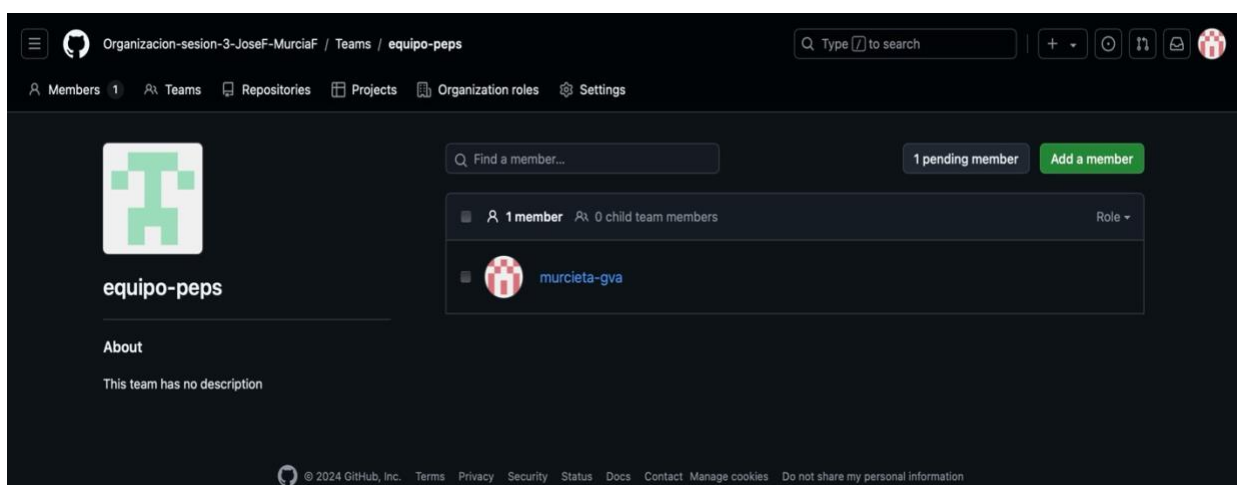 Organizacion-sesion-3-JoseF-MurciaF / Teams / equipo-peps
Type / to search
Members 1 Teams Repositories Projects Organization roles Settings
Find a member...
1 pending member
Add a member
1 member 0 child team members
Role
murcieta-gva
equipo-peps
About
This team has no description
© 2024 GitHub, Inc. Terms Privacy Security Status Docs Contact Manage cookies Do not share my personal information